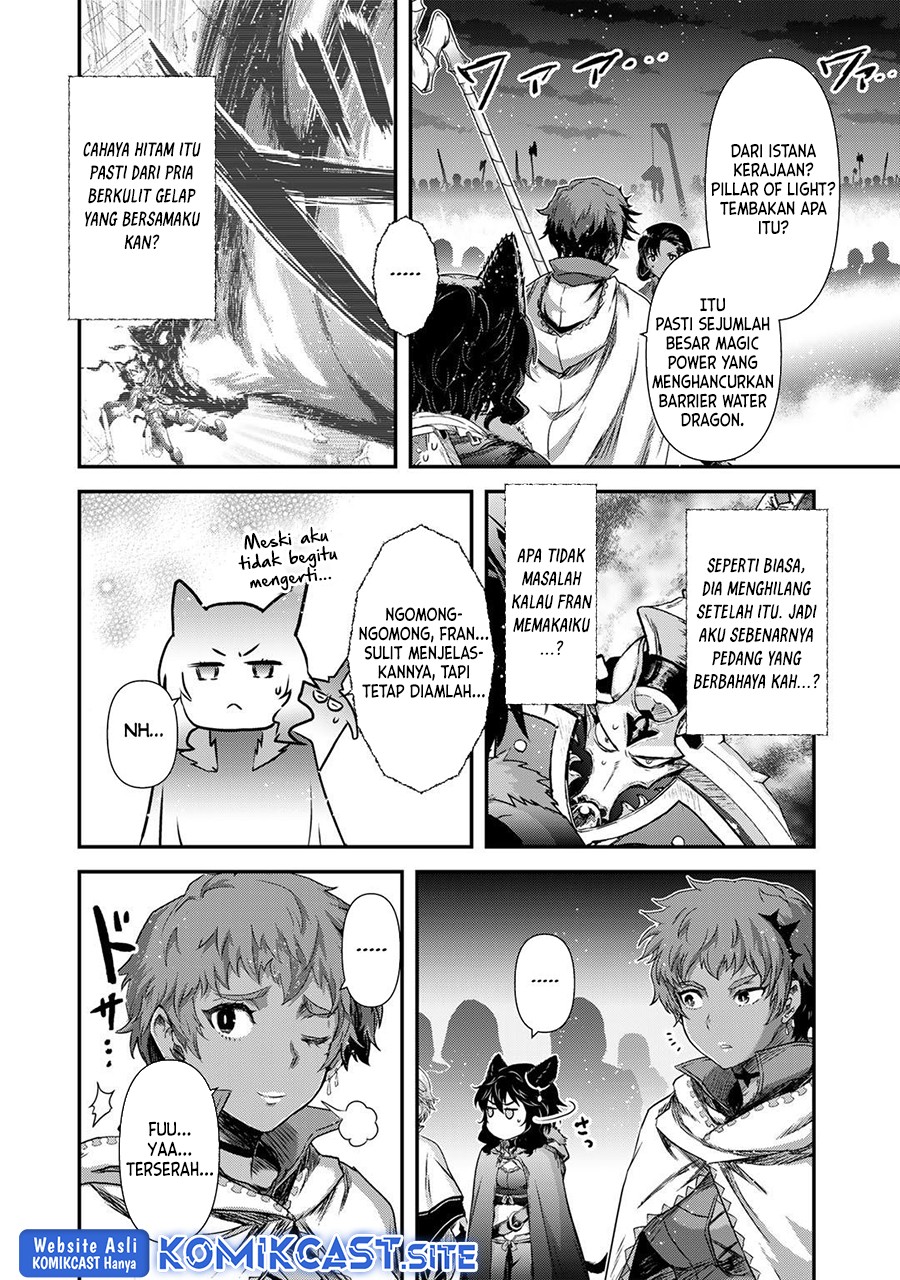 ワァァァ…
ワァァ…
DARI ISTANA
KERAJAAN?
PILLAR OF LIGHT?
TEMBAKAN APA
ITU?
ITU
PASTI SEJUMLAH
BESAR MAGIC
POWER YANG
MENGHANCURKAN
BARRIER WATER
DRAGON.
......
CAHAYA HITAM ITU
PASTI DARI PRIA
BERKULIT GELAP
YANG BERSAMAKU
KAN?
SEPERTI BIASA,
DIA MENGHILANG
SETELAH ITU. JADI
AKU SEBENARNYA
PEDANG YANG
BERBAHAYA KAH...?
APA TIDAK
MASALAH
KALAU FRAN
MEMAKAIKU
...?
NGOMONG-
NGOMONG, FRAN...
SULIT MENJELAS-
KANNYA, TAPI
TETAP DIAMLAH...
Meski aku
tidak begitu
mengerti...
NH...
......
さっ
......
ドサ…
FUU...
YAA...
TERSERAH...
Website Asli
KOMIKCAST Hanya
KOMIKCAST.SITE